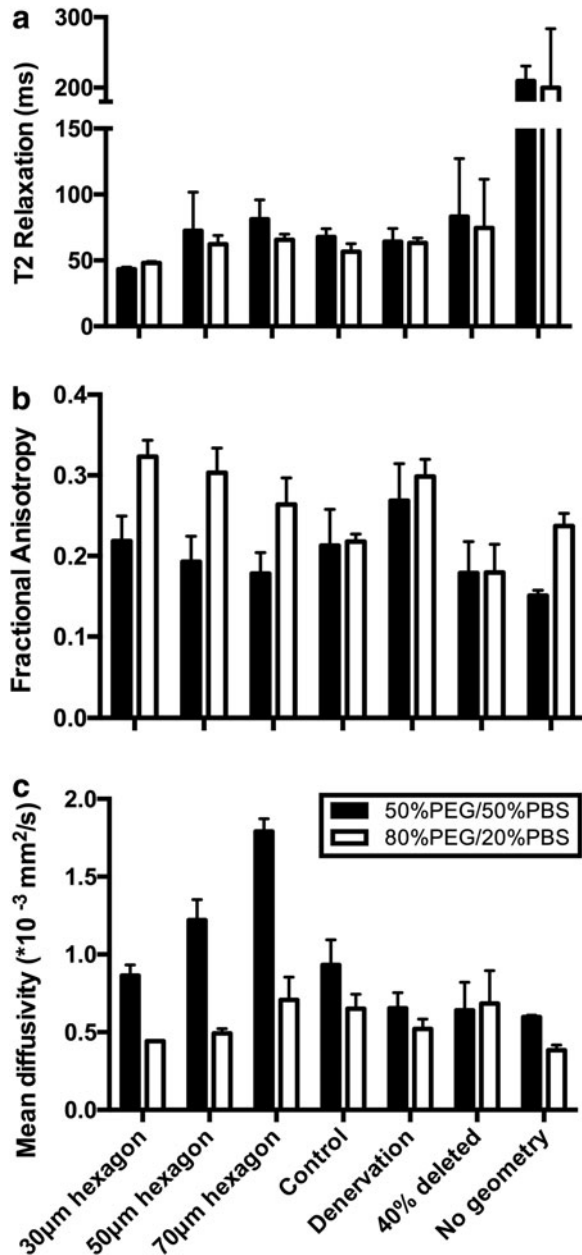 a
T2 Relaxation (ms)
300
200
150
100
50
0
b
Fractional Anisotropy
0.4
0.3
0.2
0.1
0.0
c
Mean diffusivity (*10 -3 mm2/s)
2.0
1.5
1.0
0.5
0.0
50%PEG/50%PBS
80%PEG/20%PBS
30μm hexagon
50μm hexagon
70μm hexagon
Control
Denervation
40% deleted
No geometry